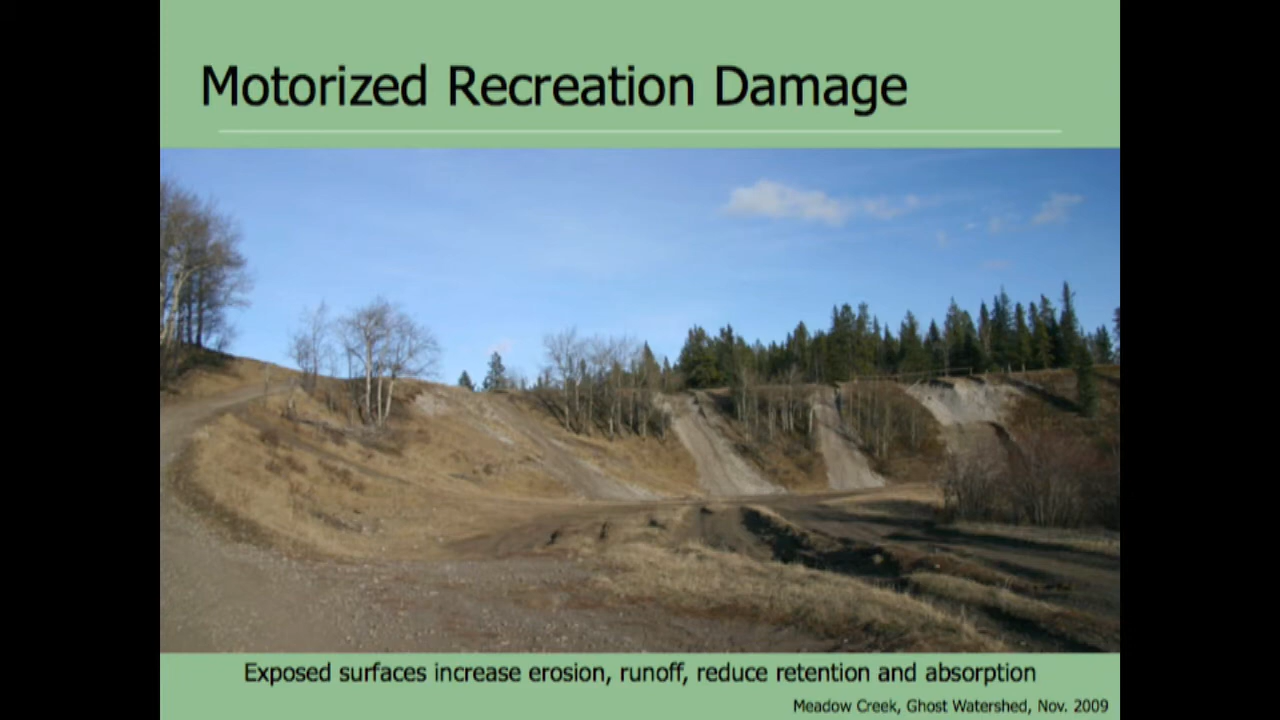 Motorized Recreation Damage
Exposed surfaces increase erosion, runoff, reduce retention and absorption
Meadow Creek, Ghost Watershed, Nov. 2009